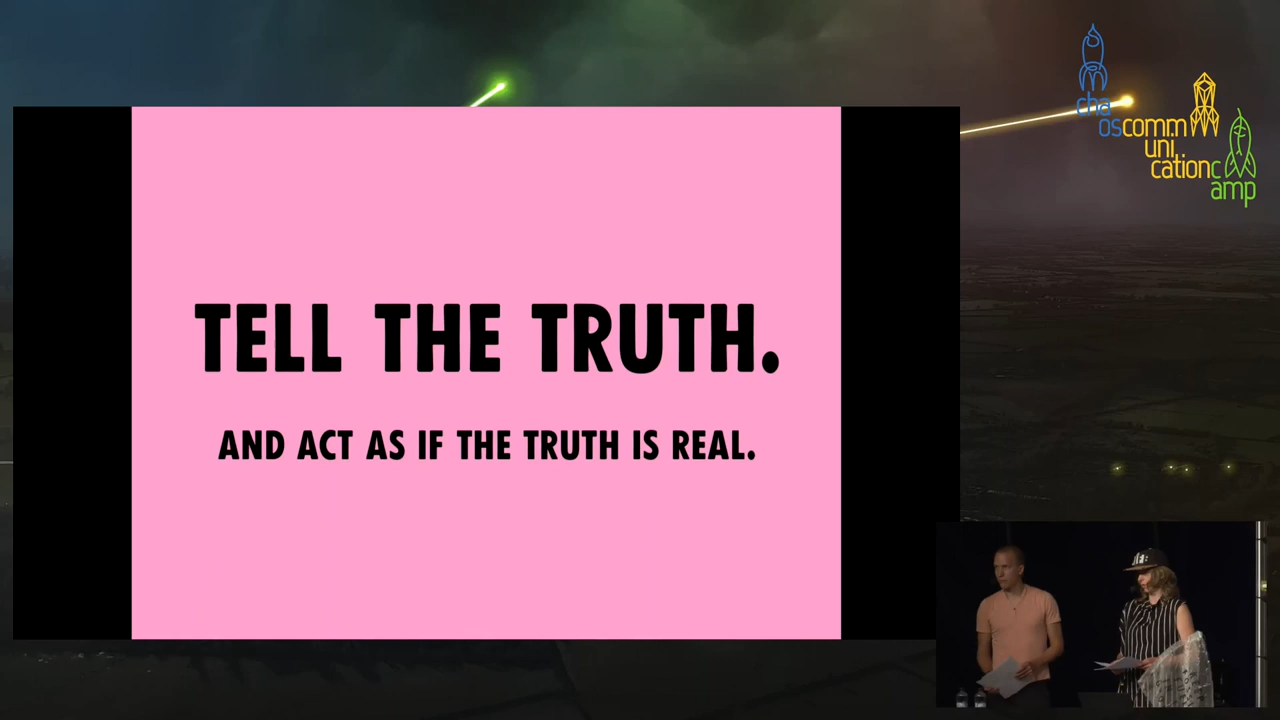 TELL THE TRUTH.
AND ACT AS IF THE TRUTH IS REAL.
cha
oscomm
uni
cationc
amp